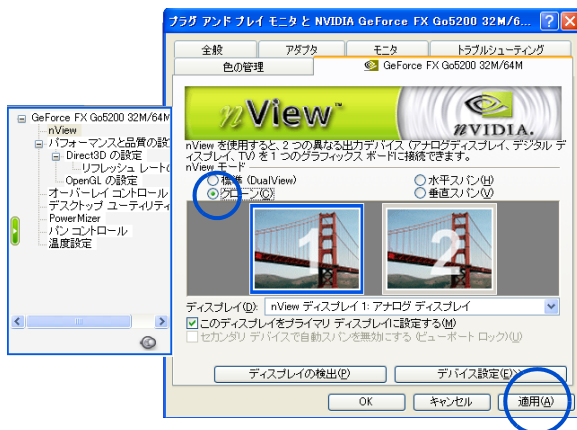 プラグ アンド プレイ モニタ と NVIDIA GeForce FX Go5200 32M/6...
全般
アダプタ
モニタ
トラブルシューティング
色の管理
GeForce FX Go5200 32M/64M
nView™
nVIDIA.
GeForce FX Go5200 32M/64M
nView
パフォーマンスと品質の設
Direct3D の設定
リフレッシュ レート(
OpenGL の設定
オーバーレイ コントロール
デスクトップ ユーティリティ
PowerMizer
パン コントロール
温度設定
nView を使用すると、2 つの異なる出力デバイス (アナログディスプレイ、デジタル デ
ィスプレイ、TV) を 1 つのグラフィックス ボードに接続できます。
nView モード
標準 (DualView)
水平スパン(H)
クローン(C)
垂直スパン(V)
1
2
ディスプレイ(D):
nView ディスプレイ 1: アナログ ディスプレイ
このディスプレイをプライマリ ディスプレイに設定する(M)
セカンダリ デバイスで自動スパンを無効にする (ビューポート ロック)(U)
ディスプレイの検出(P)
デバイス設定(E)>>
OK
キャンセル
適用(A)